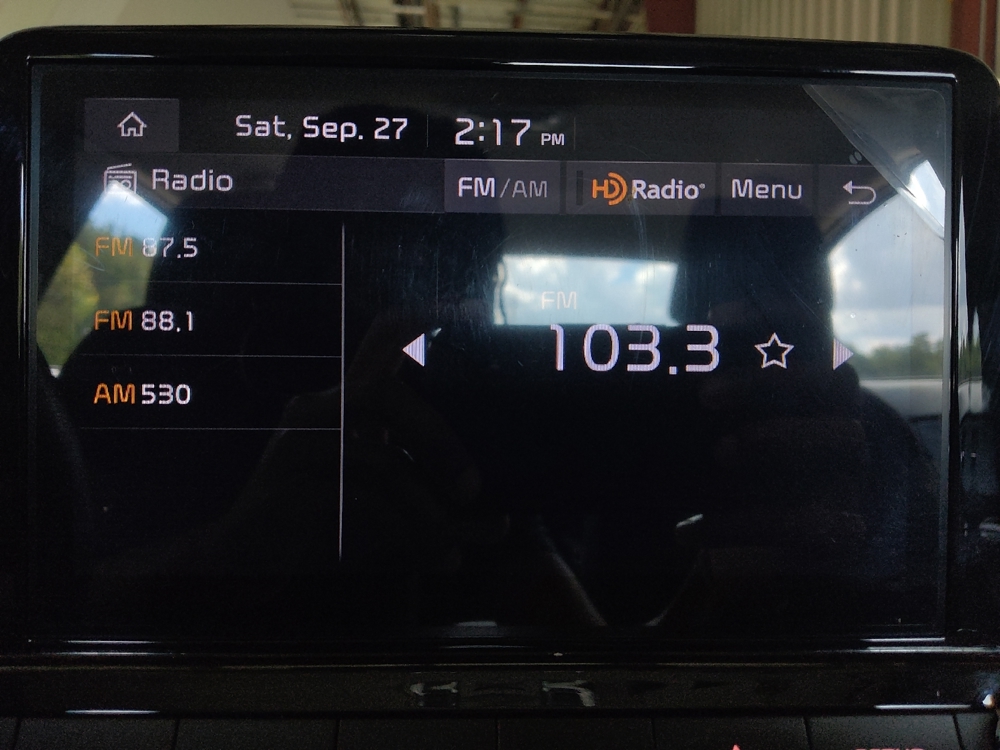 Sat, Sep. 27 2:17 PM
Radio FM/AM HD Radio® Menu
FM 87.5
FM 88.1
AM 530
FM
103.3